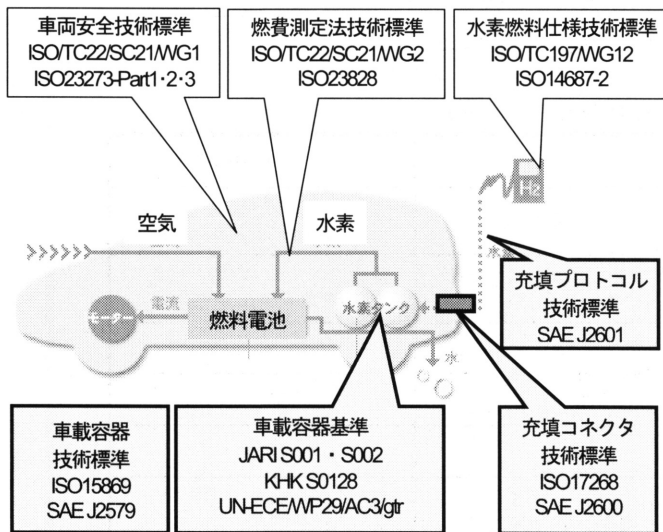 車両安全技術標準
ISO/TC22/SC21/WG1
ISO23273-Part1・2・3
燃費測定法技術標準
ISO/TC22/SC21/WG2
ISO23828
水素燃料仕様技術標準
ISO/TC197/WG12
ISO14687-2
H2
空気
水素
水素
電流
モーター
燃料電池
水素タンク
水
充填プロトコル
技術標準
SAE J2601
車載容器
技術標準
ISO15869
SAE J2579
車載容器基準
JARI S001・S002
KHK S0128
UN-ECE/WP29/AC3/gtr
充填コネクタ
技術標準
ISO17268
SAE J2600